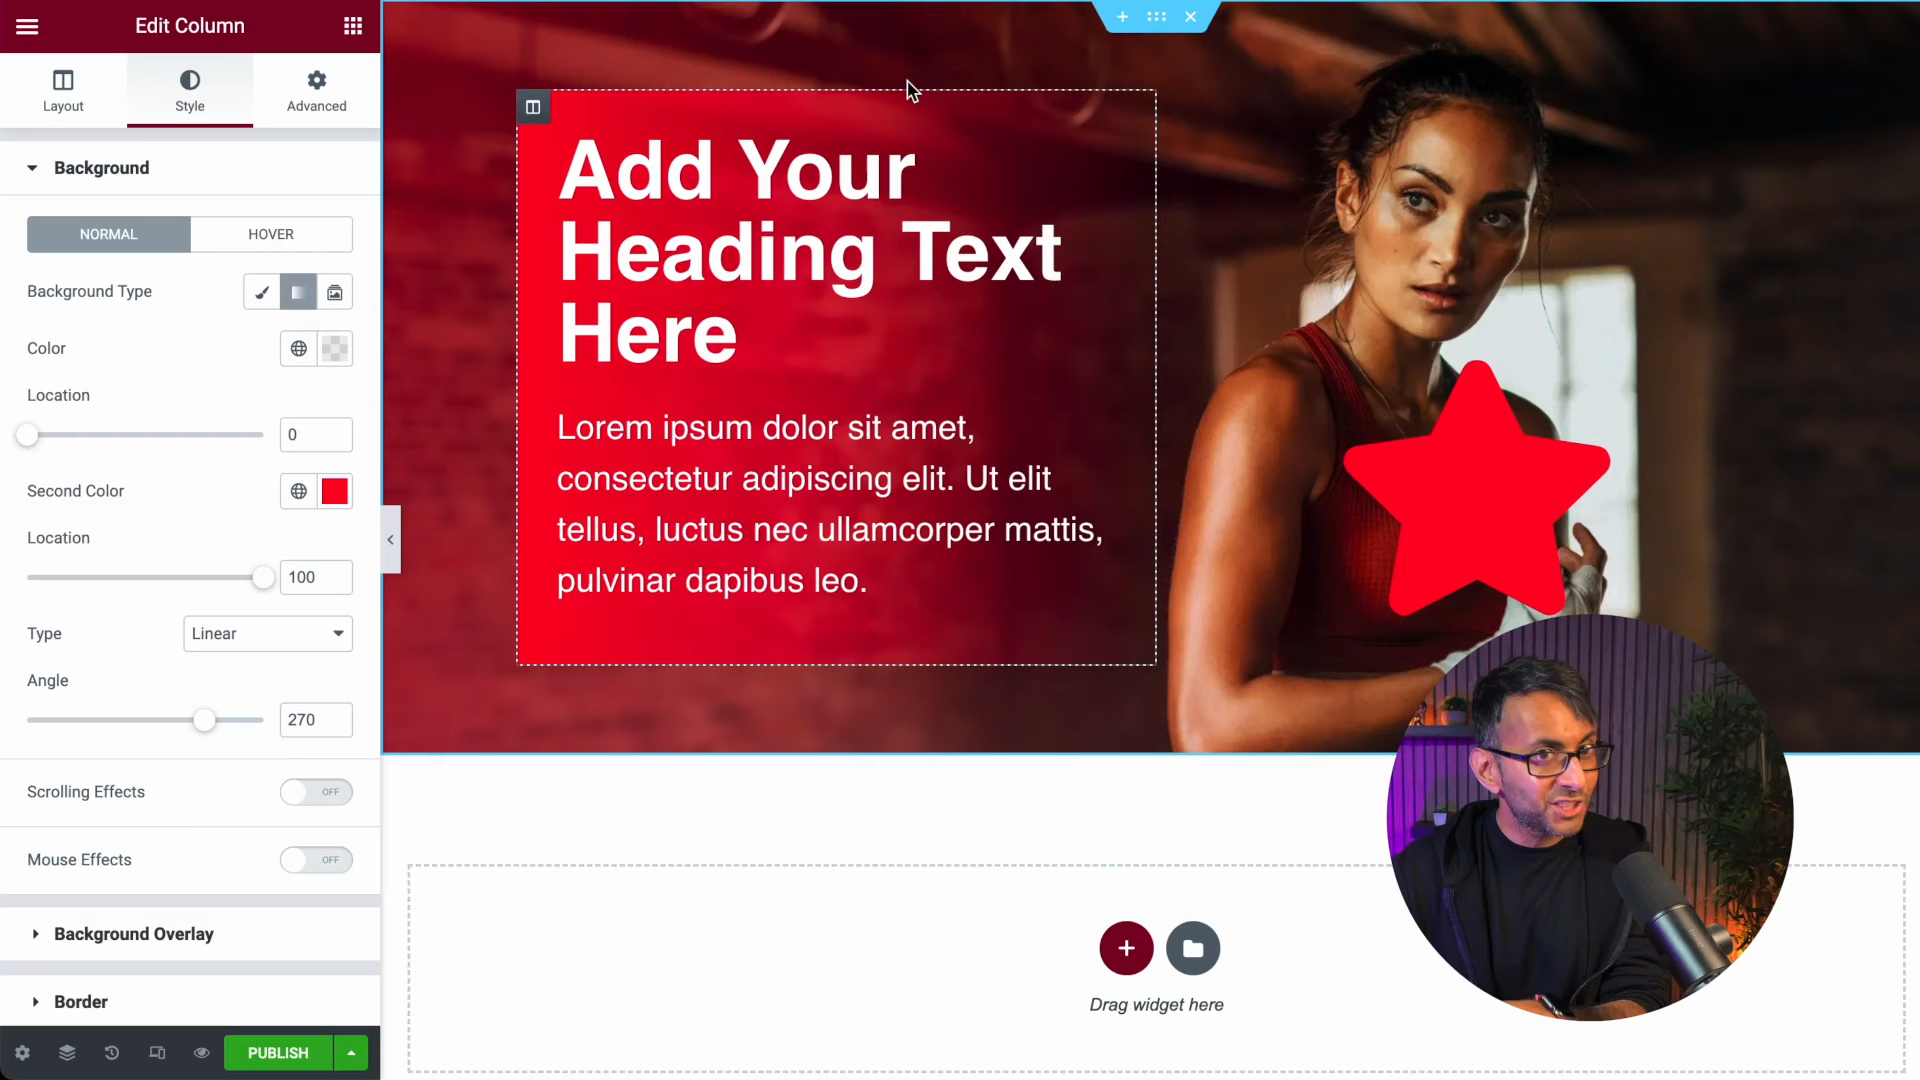 Edit Column
Layout
Style
Advanced
Background
NORMAL
HOVER
Background Type
Color
Location
0
Second Color
Location
100
Type
Linear
Angle
270
Scrolling Effects
OFF
Mouse Effects
OFF
Background Overlay
Border
PUBLISH
Add Your
Heading Text
Here
Lorem ipsum dolor sit amet,
consectetur adipiscing elit. Ut elit
tellus, luctus nec ullamcorper mattis,
pulvinar dapibus leo.
Drag widget here